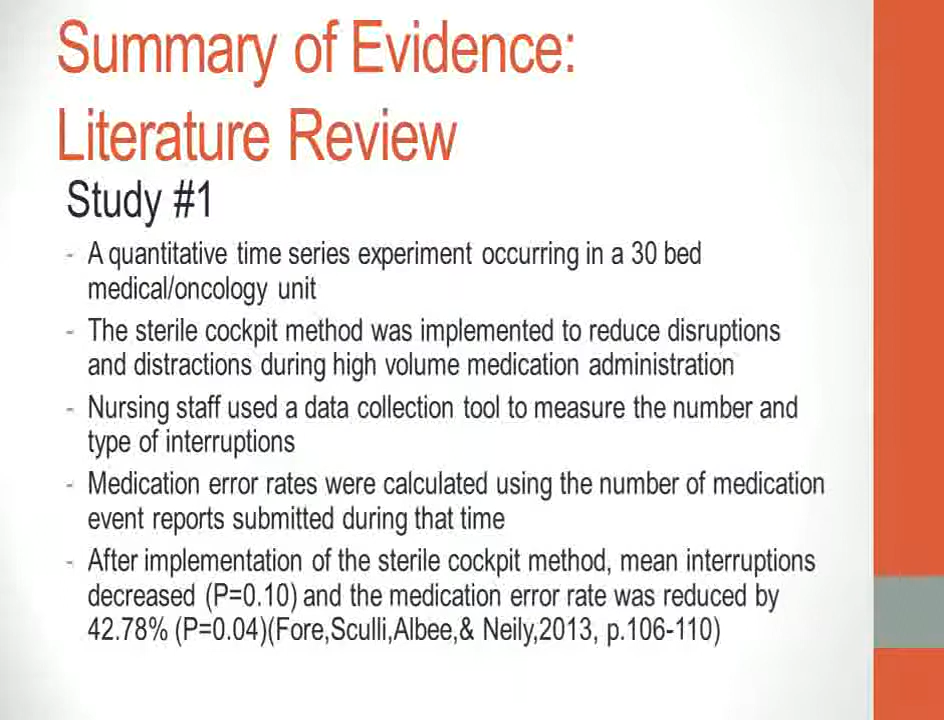 Summary of Evidence:
Literature Review
Study #1
- A quantitative time series experiment occurring in a 30 bed
medical/oncology unit
- The sterile cockpit method was implemented to reduce disruptions
and distractions during high volume medication administration
- Nursing staff used a data collection tool to measure the number and
type of interruptions
- Medication error rates were calculated using the number of medication
event reports submitted during that time
- After implementation of the sterile cockpit method, mean interruptions
decreased (P=0.10) and the medication error rate was reduced by
42.78% (P=0.04)(Fore,Sculli,Albee,& Neily,2013, p.106-110)